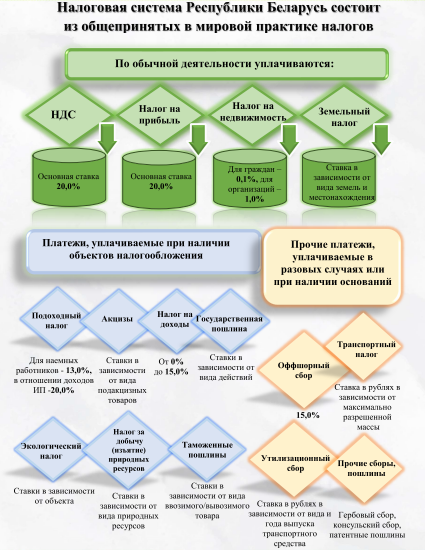 Налоговая система Республики Беларусь состоит
из общепринятых в мировой практике налогов
По обычной деятельности уплачиваются:
НДС
Налог на
прибыль
Налог на
недвижимость
Земельный
налог
Основная ставка
20,0%
Основная ставка
20,0%
Для граждан –
0,1%, для
организаций –
1,0%
Ставка в
зависимости от
вида земель и
местонахождения
Платежи, уплачиваемые при наличии
объектов налогообложения
Прочие платежи,
уплачиваемые в
разовых случаях или
при наличии оснований
Подоходный
налог
Акцизы
Налог на
доходы
Государственная
пошлина
Для наемных
работников - 13,0%,
в отношении доходов
ИП -20,0%
Ставки в
зависимости
от вида
подакцизных
товаров
От 0%
до 15,0%
Ставки в
зависимости от
вида действий
Оффшорный
сбор
15,0%
Транспортный
налог
Ставка в рублях в
зависимости от
максимально
разрешенной
массы
Экологический
налог
Ставки в зависимости
от объекта
Налог за
добычу
(изъятие)
природных
ресурсов
Ставки в
зависимости от
вида природных
ресурсов
Таможенные
пошлины
Ставки в
зависимости от вида
ввозимого/вывозимого
товара
Утилизационный
сбор
Ставка в рублях в
зависимости от вида и
года выпуска
транспортного
средства
Прочие сборы,
пошлины
Гербовый сбор,
консульский сбор,
патентные пошлины